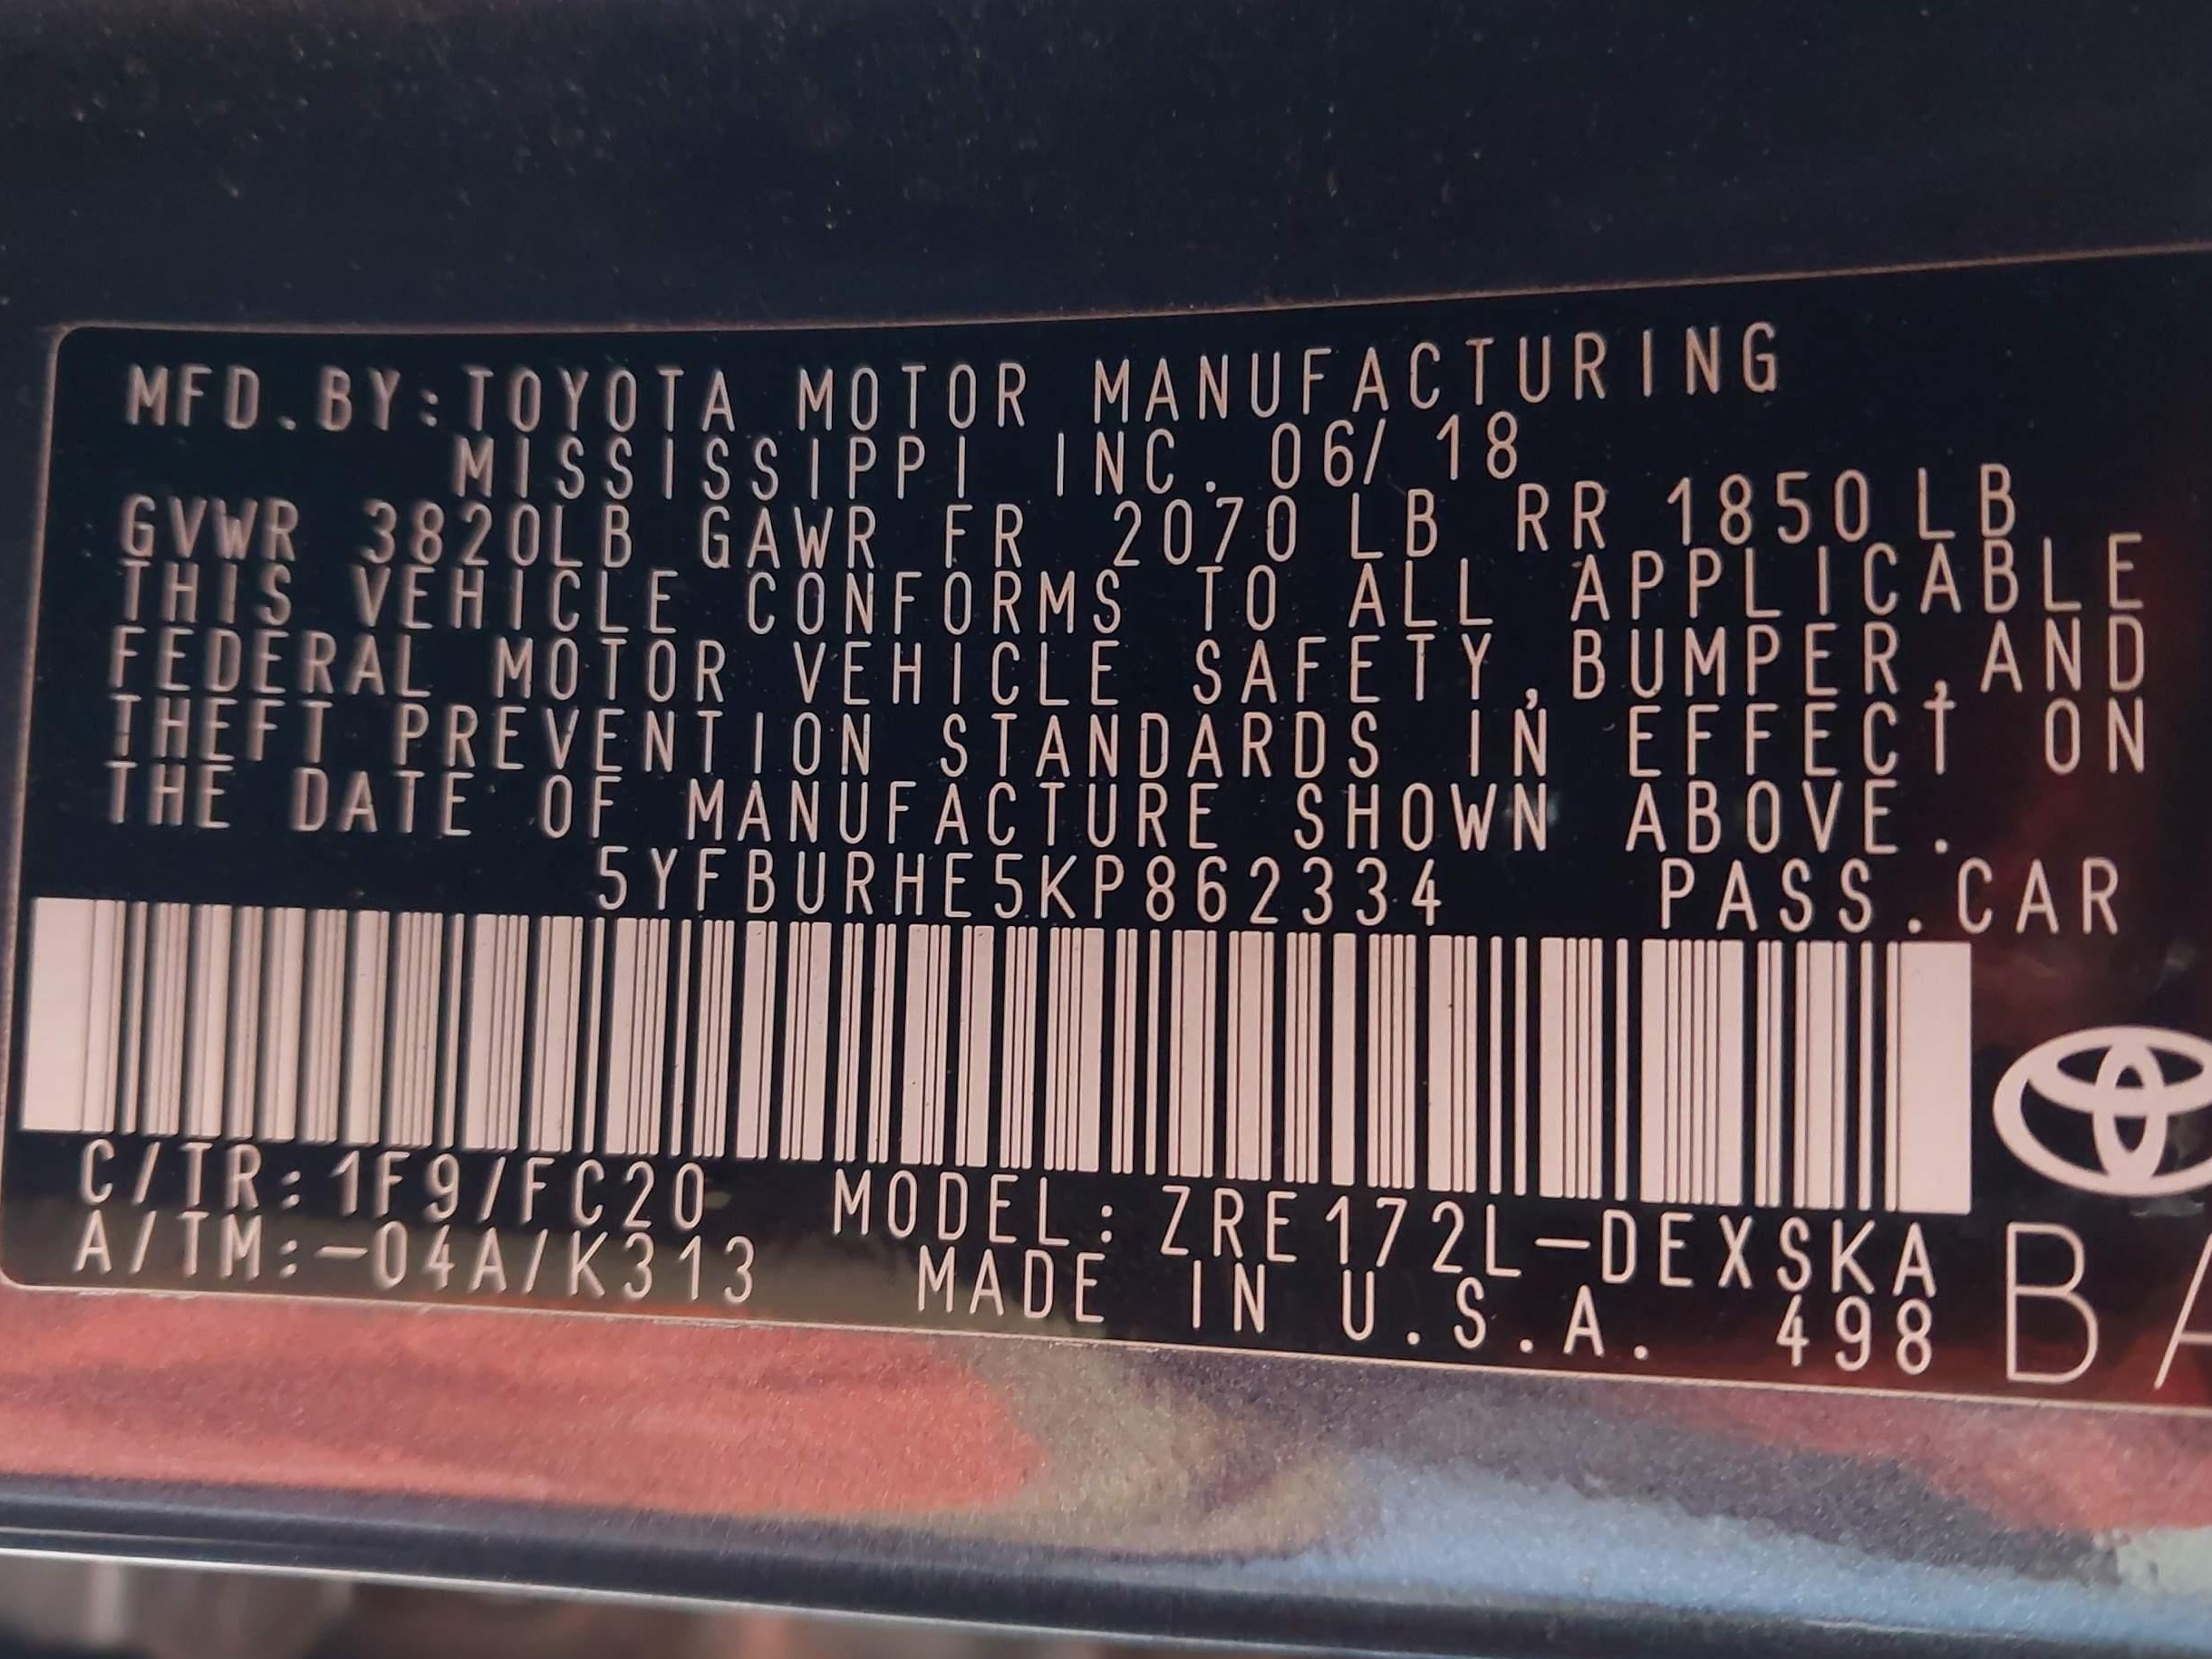 MFD.BY:TOYOTA MOTOR MANUFACTURING
MISSISSIPPI INC. 06/ 18
GVWR 3820LB GAWR FR 2070 LB RR 1850 LB
THIS VEHICLE CONFORMS TO ALL APPLICABLE
FEDERAL MOTOR VEHICLE SAFETY,BUMPER,AND
THEFT PREVENTION STANDARDS IN EFFECT ON
THE DATE OF MANUFACTURE SHOWN ABOVE.
5YFBURHE5KP862334 PASS.CAR
C/TR:1F9/FC20 MODEL:ZRE172L-DEXSKA
A/TM:-04A/K313 MADE IN U.S.A. 498
BA